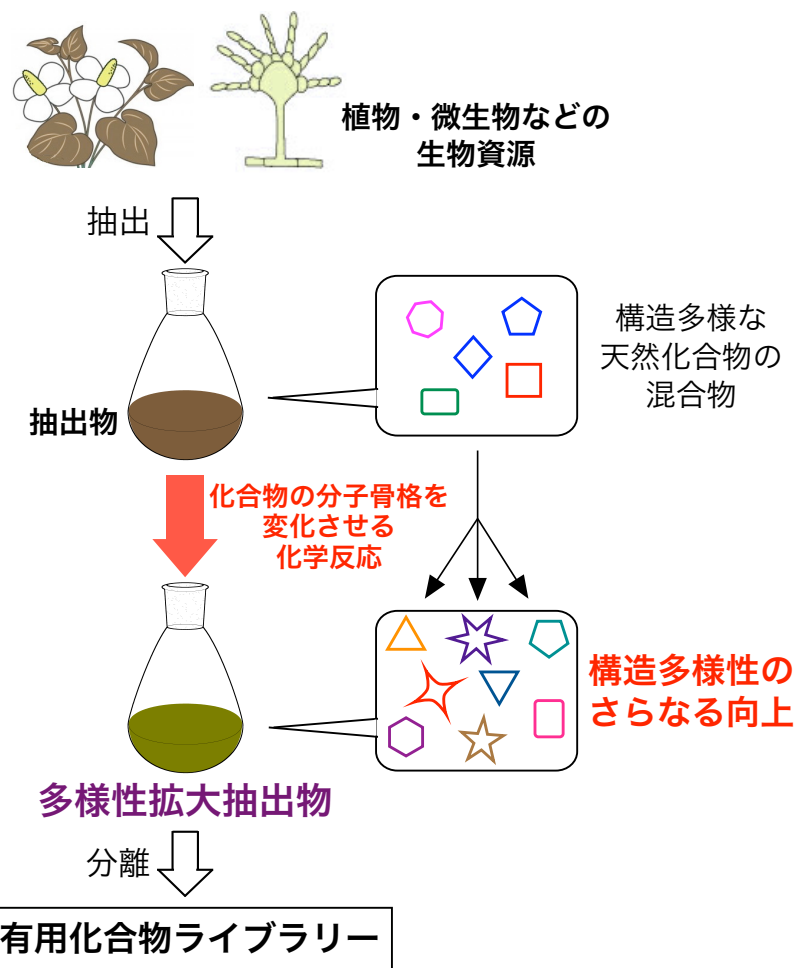 植物・微生物などの
生物資源
抽出
構造多様な
天然化合物の
混合物
抽出物
化合物の分子骨格を
変化させる
化学反応
構造多様性の
さらなる向上
多様性拡大抽出物
分離
有用化合物ライブラリー